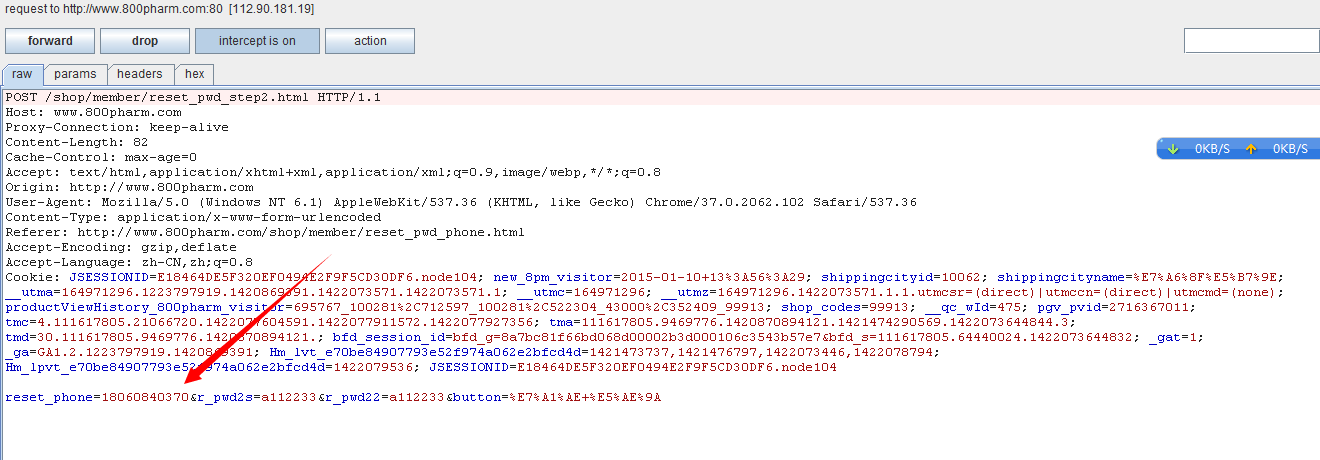 request to http://www.800pharm.com:80 [112.90.181.19]
forward drop intercept is on action
raw params headers hex
POST /shop/member/reset_pwd_step2.html HTTP/1.1
Host: www.800pharm.com
Proxy-Connection: keep-alive
Content-Length: 82
Cache-Control: max-age=0
Accept: text/html,application/xhtml+xml,application/xml;q=0.9,image/webp,*/*;q=0.8
Origin: http://www.800pharm.com
User-Agent: Mozilla/5.0 (Windows NT 6.1) AppleWebKit/537.36 (KHTML, like Gecko) Chrome/37.0.2062.102 Safari/537.36
Content-Type: application/x-www-form-urlencoded
Referer: http://www.800pharm.com/shop/member/reset_pwd_phone.html
Accept-Encoding: gzip,deflate
Accept-Language: zh-CN,zh;q=0.8
Cookie: JSESSIONID=E18464DE5F320EF0494E2F9F5CD30DF6.node104; new_8pm_visitor=2015-01-10+13%3A56%3A29; shippingcityid=10062; shippingcityname=%E7%A6%8F%E5%B7%9E;
__utma=164971296.1223797919.1420869391.1422073571.1422073571.1; __utmc=164971296; __utmz=164971296.1422073571.1.1.utmcsr=(direct)|utmccn=(direct)|utmcmd=(none);
productViewHistory_800pharm_visitor=695767_100281%2C712597_100281%2C522304_43000%2C352409_99913; shop_codes=99913; __qc_wId=475; pgv_pvid=2716367011;
tmc=4.111617805.21066720.1422077604591.1422077911572.1422077927356; tma=111617805.9469776.1420870894121.1421474290569.1422073644844.3;
tmd=30.111617805.9469776.1420870894121.; bfd_session_id=bfd_g=8a7bc81f66bd068d00002b3d000106c3543b57e7&bfd_s=111617805.64440024.1422073644832; _gat=1;
_ga=GA1.2.1223797919.1420869391; Hm_lvt_e70be84907793e52f974a062e2bfcd4d=1421473737,1421476797,1422073446,1422078794;
Hm_lpvt_e70be84907793e52f974a062e2bfcd4d=1422079536; JSESSIONID=E18464DE5F320EF0494E2F9F5CD30DF6.node104
reset_phone=18060840370&r_pwd2s=a112233&r_pwd22=a112233&button=%E7%A1%AE+%E5%AE%9A
0KB/S 0KB/S